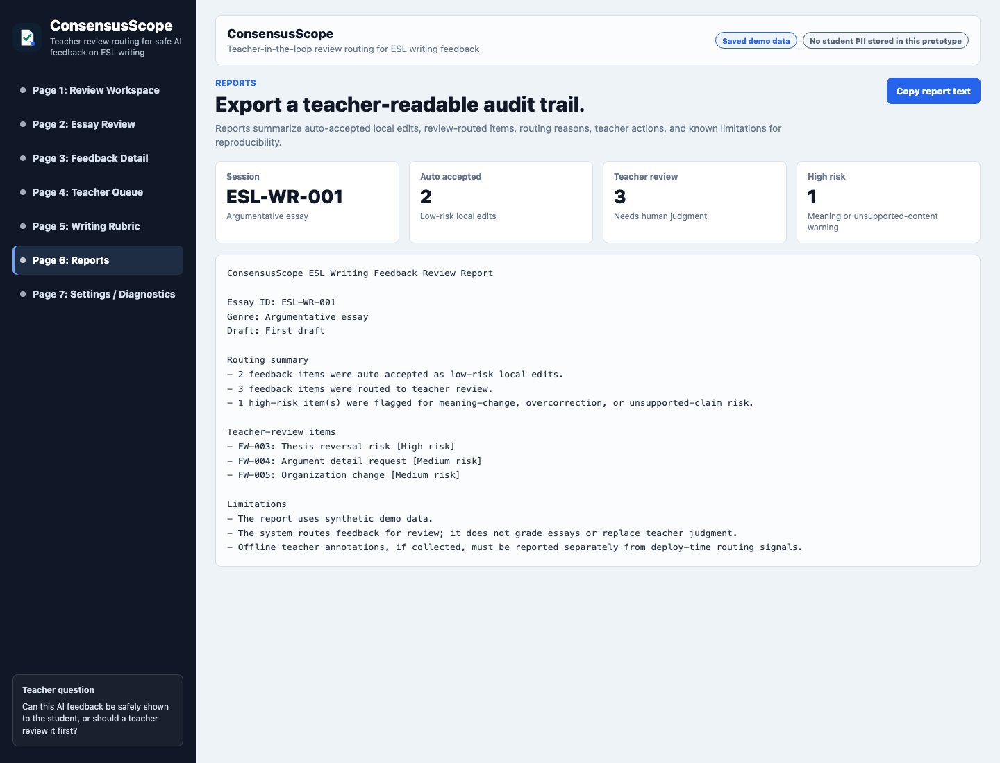 ConsensusScope
Teacher review routing for safe AI
feedback on ESL writing
Page 1: Review Workspace
Page 2: Essay Review
Page 3: Feedback Detail
Page 4: Teacher Queue
Page 5: Writing Rubric
Page 6: Reports
Page 7: Settings / Diagnostics
Teacher question
Can this AI feedback be safely shown
to the student, or should a teacher
review it first?
ConsensusScope
Teacher-in-the-loop review routing for ESL writing feedback
Saved demo data
No student PII stored in this prototype
REPORTS
Export a teacher-readable audit trail.
Reports summarize auto-accepted local edits, review-routed items, routing reasons, teacher actions, and known limitations for
reproducibility.
Copy report text
Session
ESL-WR-001
Argumentative essay
Auto accepted
2
Low-risk local edits
Teacher review
3
Needs human judgment
High risk
1
Meaning or unsupported-content
warning
ConsensusScope ESL Writing Feedback Review Report
Essay ID: ESL-WR-001
Genre: Argumentative essay
Draft: First draft
Routing summary
- 2 feedback items were auto accepted as low-risk local edits.
- 3 feedback items were routed to teacher review.
- 1 high-risk item(s) were flagged for meaning-change, overcorrection, or unsupported-claim risk.
Teacher-review items
- FW-003: Thesis reversal risk [High risk]
- FW-004: Argument detail request [Medium risk]
- FW-005: Organization change [Medium risk]
Limitations
- The report uses synthetic demo data.
- The system routes feedback for review; it does not grade essays or replace teacher judgment.
- Offline teacher annotations, if collected, must be reported separately from deploy-time routing signals.